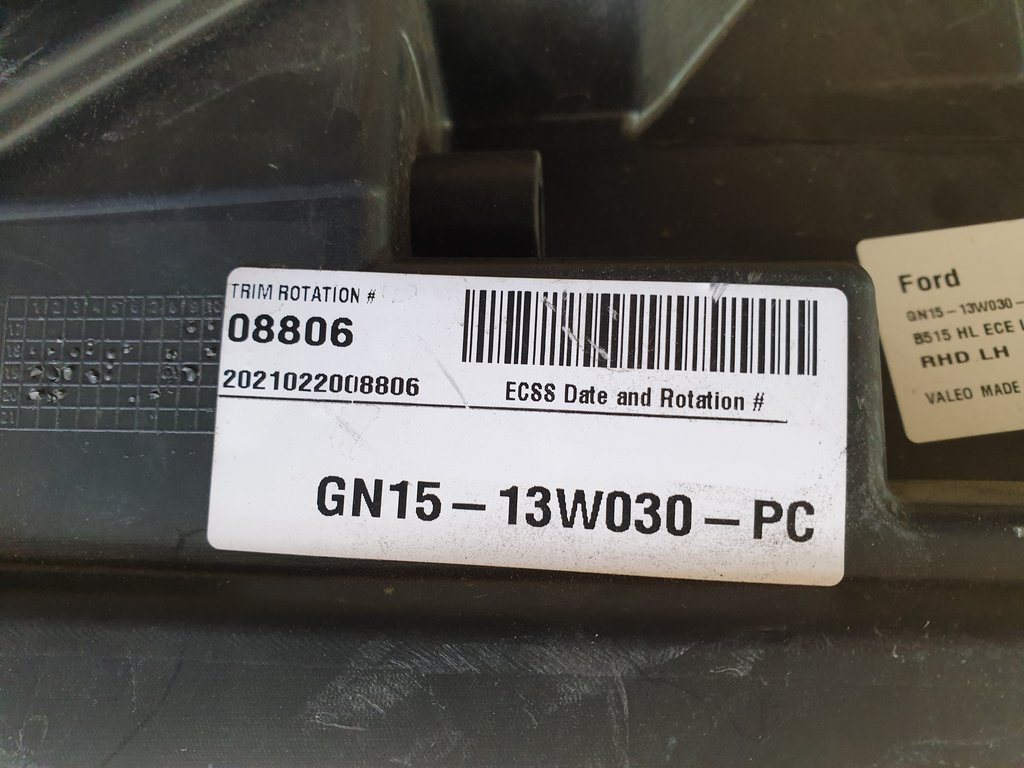 TRIM ROTATION #
08806
2021022008806
ECSS Date and Rotation #
GN15-13W030-PC
Ford
GN15-13W030-
B515 HL ECE
RHD LH
VALEO MADE